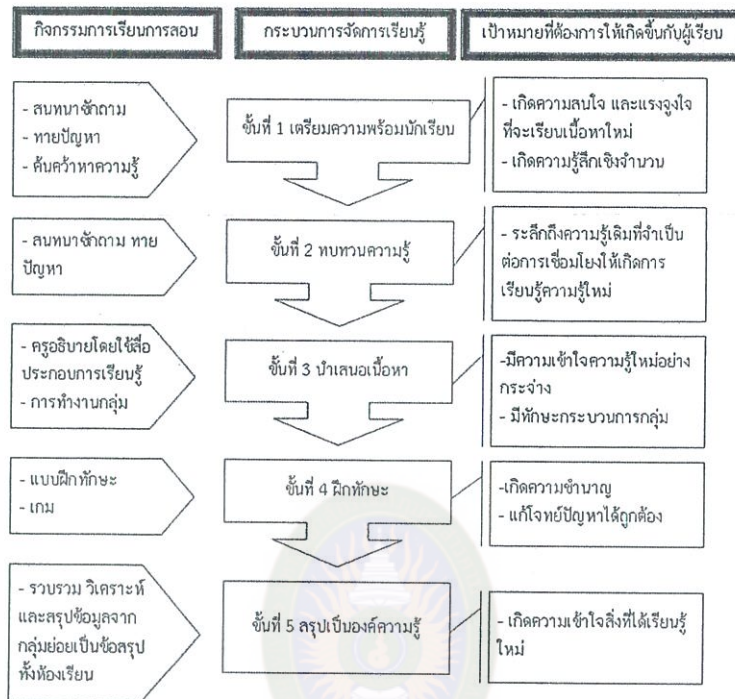 กิจกรรมการเรียนการสอน
กระบวนการจัดการเรียนรู้
เป้าหมายที่ต้องการให้เกิดขึ้นกับผู้เรียน
- สนทนาซักถาม
- ทายปัญหา
- ค้นคว้าหาความรู้
ขั้นที่ 1 เตรียมความพร้อมนักเรียน
- เกิดความสนใจ และแรงจูงใจ
ที่จะเรียนเนื้อหาใหม่
- เกิดความรู้สึกเชิงจำนวน
- สนทนาซักถาม ทาย
ปัญหา
ขั้นที่ 2 ทบทวนความรู้
- ระลึกถึงความรู้เดิมที่จำเป็น
ต่อการเชื่อมโยงให้เกิดการ
เรียนรู้ความรู้ใหม่
- ครูอธิบายโดยใช้สื่อ
ประกอบการเรียนรู้
- การทำงานกลุ่ม
ขั้นที่ 3 นำเสนอเนื้อหา
-มีความเข้าใจความรู้ใหม่อย่าง
กระจ่าง
- มีทักษะกระบวนการกลุ่ม
- แบบฝึกทักษะ
- เกม
ขั้นที่ 4 ฝึกทักษะ
-เกิดความชำนาญ
- แก้โจทย์ปัญหาได้ถูกต้อง
- รวบรวม วิเคราะห์
และสรุปข้อมูลจาก
กลุ่มย่อยเป็นข้อสรุป
ทั้งห้องเรียน
ขั้นที่ 5 สรุปเป็นองค์ความรู้
- เกิดความเข้าใจสิ่งที่ได้เรียนรู้
ใหม่